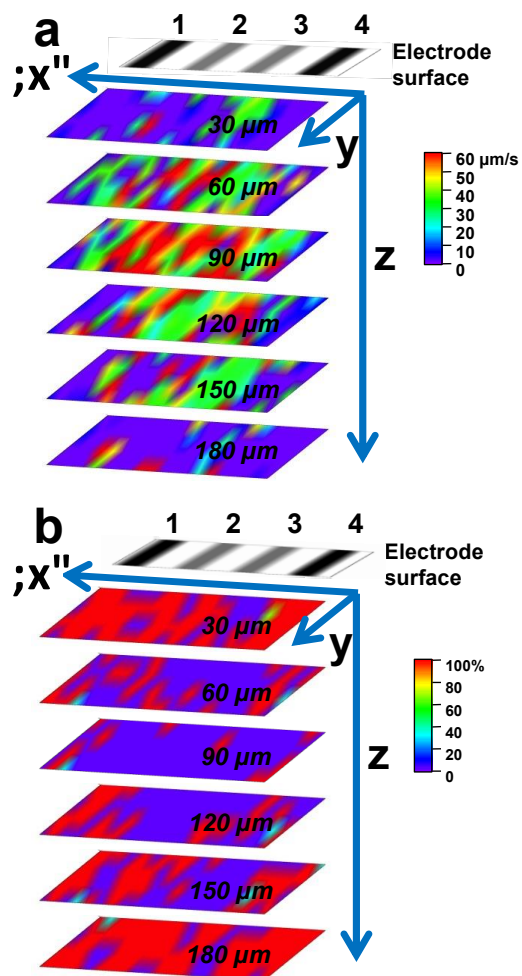 a
1 2 3 4
Electrode
surface
;x"
y
z
30 µm
60 µm
90 µm
120 µm
150 µm
180 µm
60 µm/s
50
40
30
20
10
0
b
1 2 3 4
Electrode
surface
;x"
y
z
30 µm
60 µm
90 µm
120 µm
150 µm
180 µm
100%
80
60
40
20
0